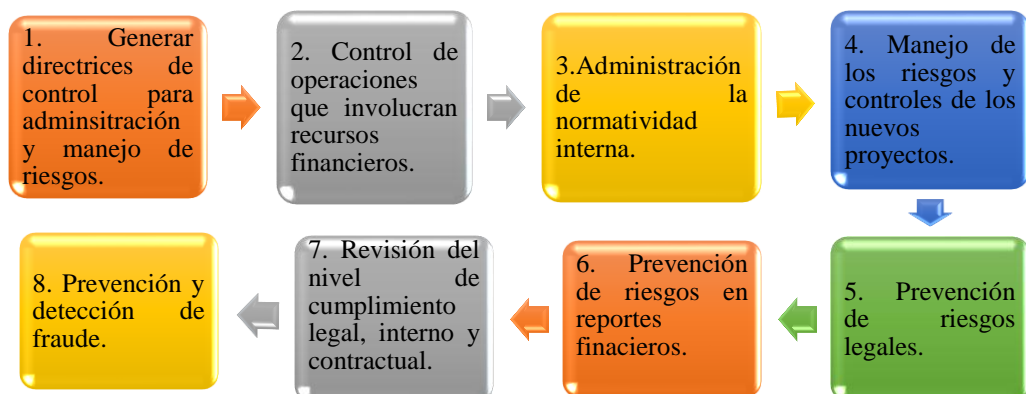 1. Generar
directrices de
control para
adminsitración
y manejo de
riesgos.
2. Control de
operaciones
que involucran
recursos
financieros.
3.Administración
de la
normatividad
interna.
4. Manejo de
los riesgos y
controles de los
nuevos
proyectos.
5. Prevención
de riesgos
legales.
6. Prevención
de riesgos en
reportes
finacieros.
7. Revisión del
nivel de
cumplimiento
legal, interno y
contractual.
8. Prevención y
detección de
fraude.